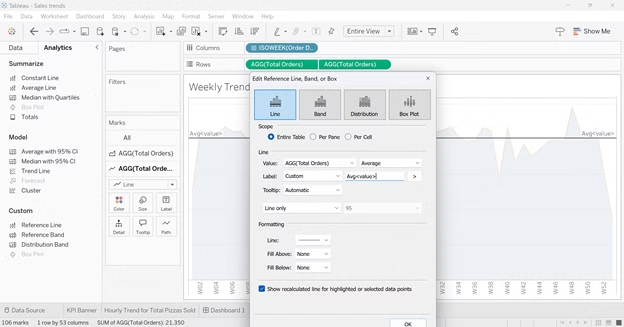 Tableau - Sales trends
File Data Worksheet Dashboard Story Analysis Map Format Server Window Help
Entire View
Show Me
Data Analytics
Pages
Columns
ISOWEEK(Order D..
Rows
AGG(Total Orders) AGG(Total Orders)
Summarize
Constant Line
Average Line
Median with Quartiles
Box Plot
Totals
Model
Average with 95% CI
Median with 95% CI
Trend Line
Forecast
Cluster
Custom
Reference Line
Reference Band
Distribution Band
Box Plot
Filters
Marks
All
AGG(Total Orders)
AGG(Total Orde...
Line
Color
Size
Label
Detail
Tooltip
Path
Weekly Trend
Avg<value>
Avg<value>
W02
W04
W06
W08
W10
W12
W32
W34
W36
W38
W40
W42
W44
W46
W48
W50
W52
Edit Reference Line, Band, or Box
Line
Band
Distribution
Box Plot
Scope
Entire Table Per Pane Per Cell
Line
Value: AGG(Total Orders) Average
Label: Custom Avg<value> >
Tooltip: Automatic
Line only 95
Formatting
Line:
Fill Above: None
Fill Below: None
Show recalculated line for highlighted or selected data points
OK
Data Source KPI Banner Hourly Trend for Total Pizzas Sold Dashboard 1
106 marks 1 row by 53 columns SUM of AGG(Total Orders): 21.350